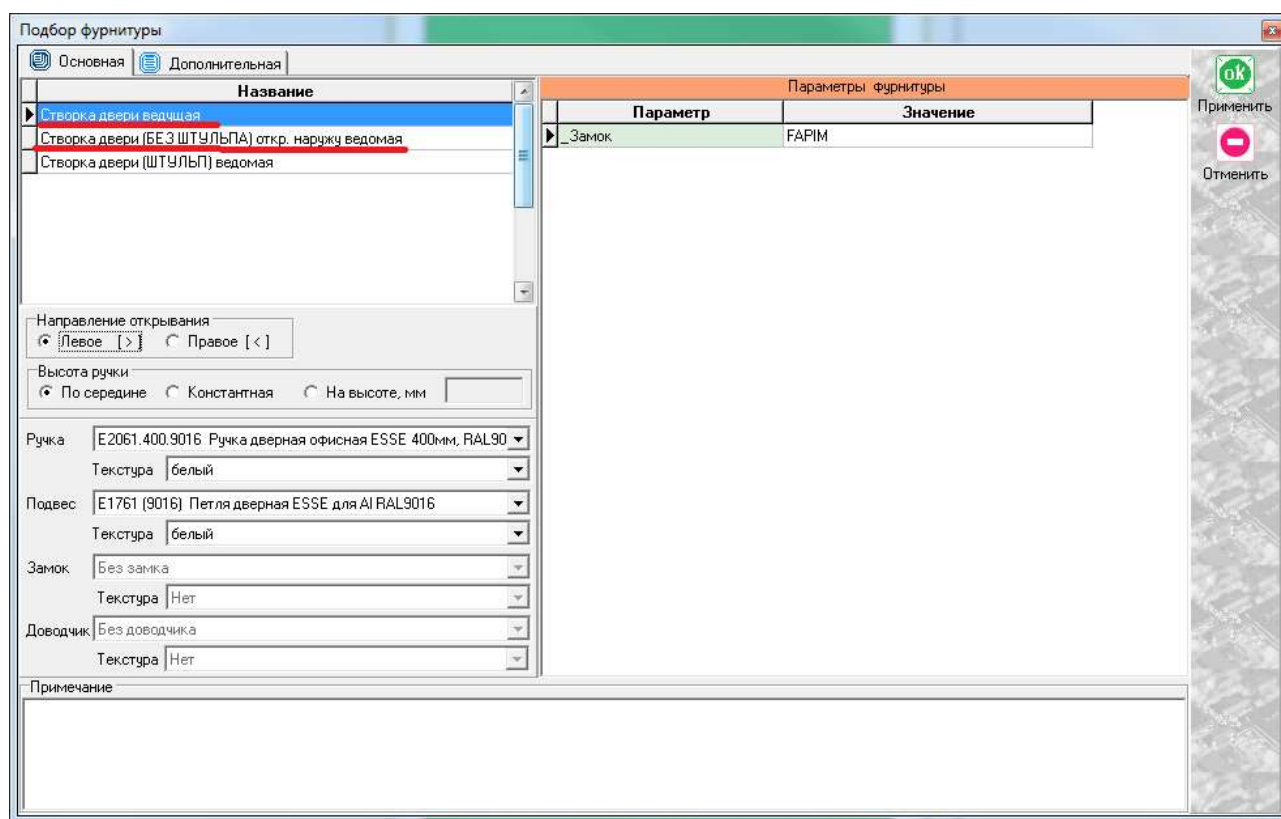 Подбор фурнитуры
Основная Дополнительная
Название
Створка двери ведущая
Створка двери (БЕЗ ШТУЛЬПА) откр. наружу ведомая
Створка двери (ШТУЛЬП) ведомая
Направление открывания
Левое [>] Правое [<]
Высота ручки
По середине Константная На высоте, мм
Ручка E2061.400.9016 Ручка дверная офисная ESSE 400мм, RAL90
Текстура белый
Подвес E1761 (9016) Петля дверная ESSE для Al RAL9016
Текстура белый
Замок Без замка
Текстура Нет
Доводчик Без доводчика
Текстура Нет
Примечание
Параметры фурнитуры
Параметр Значение
_Замок FAPIM
ok
Применить
Отменить